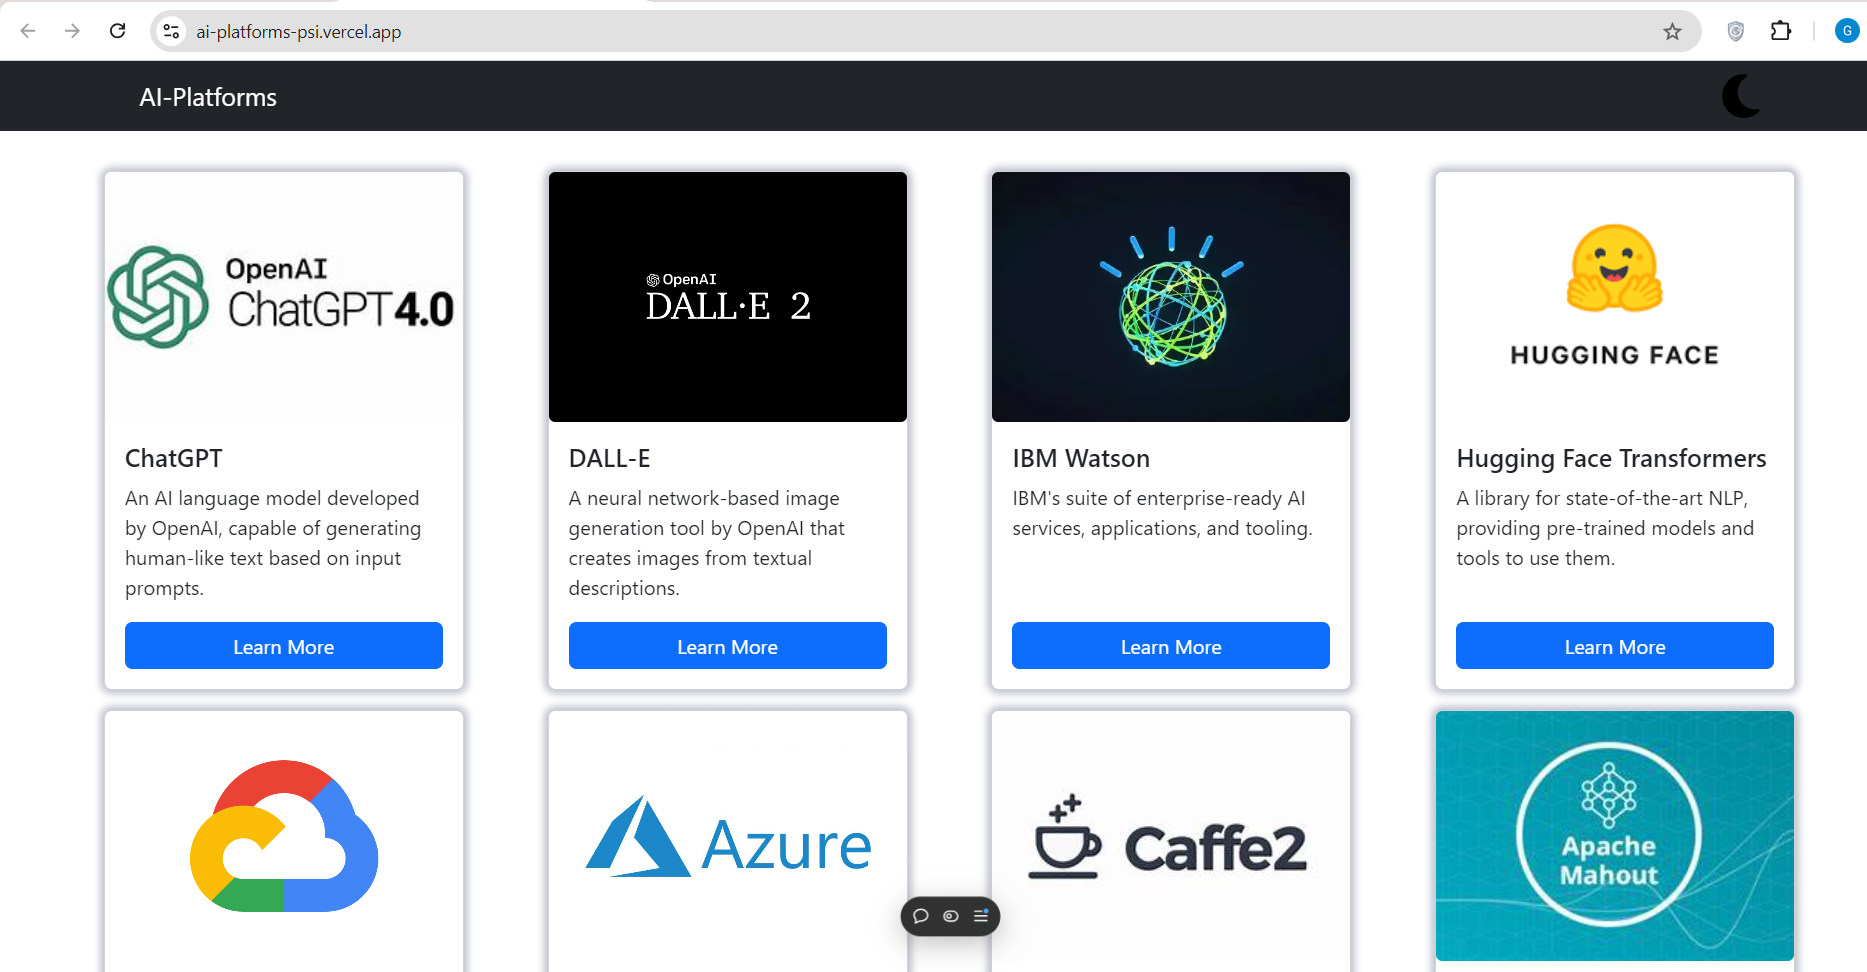 ai-platforms-psi.vercel.app
G
AI-Platforms
OpenAI
ChatGPT 4.0
ChatGPT
An AI language model developed
by OpenAI, capable of generating
human-like text based on input
prompts.
Learn More
OpenAI
DALL·E 2
DALL-E
A neural network-based image
generation tool by OpenAI that
creates images from textual
descriptions.
Learn More
IBM Watson
IBM's suite of enterprise-ready AI
services, applications, and tooling.
Learn More
HUGGING FACE
Hugging Face Transformers
A library for state-of-the-art NLP,
providing pre-trained models and
tools to use them.
Learn More
Azure
Caffe2
Apache
Mahout